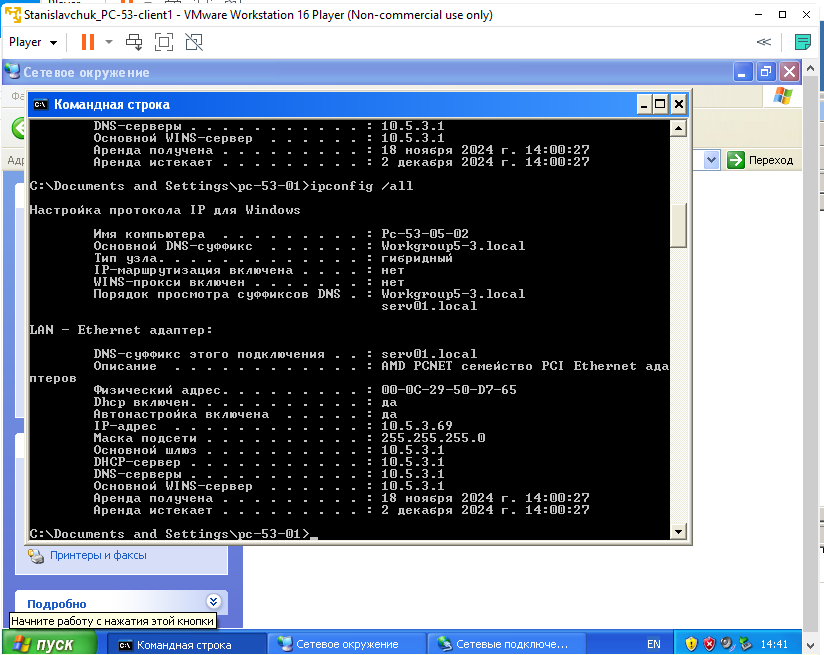 Player
Stanislavchuk_PC-53-client1 - VMware Workstation 16 Player (Non-commercial use only)
Player
Сетевое окружение
Командная строка
DNS-серверы . . . . . . . . . . . : 10.5.3.1
Основной WINS-сервер . . . . . . . : 10.5.3.1
Аренда получена . . . . . . . . . : 18 ноября 2024 г. 14:00:27
Аренда истекает . . . . . . . . . : 2 декабря 2024 г. 14:00:27
Переход
C:\Documents and Settings\pc-53-01>ipconfig /all
Настройка протокола IP для Windows
Имя компьютера . . . . . . . . . : Pc-53-05-02
Основной DNS-суффикс . . . . . . : Workgroup5-3.local
Тип узла. . . . . . . . . . . . . : гибридный
IP-маршрутизация включена . . . . : нет
WINS-прокси включен . . . . . . . : нет
Порядок просмотра суффиксов DNS . : Workgroup5-3.local
serv01.local
LAN - Ethernet адаптер:
DNS-суффикс этого подключения . . : serv01.local
Описание . . . . . . . . . . . . : AMD PCNET семейство PCI Ethernet ада
птеров
Физический адрес. . . . . . . . . : 00-0C-29-50-D7-65
Dhcp включен. . . . . . . . . . . : да
Автонастройка включена . . . . . : да
IP-адрес . . . . . . . . . . . . : 10.5.3.69
Маска подсети . . . . . . . . . . : 255.255.255.0
Основной шлюз . . . . . . . . . . : 10.5.3.1
DHCP-сервер . . . . . . . . . . . : 10.5.3.1
DNS-серверы . . . . . . . . . . . : 10.5.3.1
Основной WINS-сервер . . . . . . : 10.5.3.1
Аренда получена . . . . . . . . . : 18 ноября 2024 г. 14:00:27
Аренда истекает . . . . . . . . . : 2 декабря 2024 г. 14:00:27
C:\Documents and Settings\pc-53-01>_
Принтеры и факсы
Подробно
Начните работу с нажатия этой кнопки
пуск
Командная строка
Сетевое окружение
Сетевые подключе...
EN
14:41